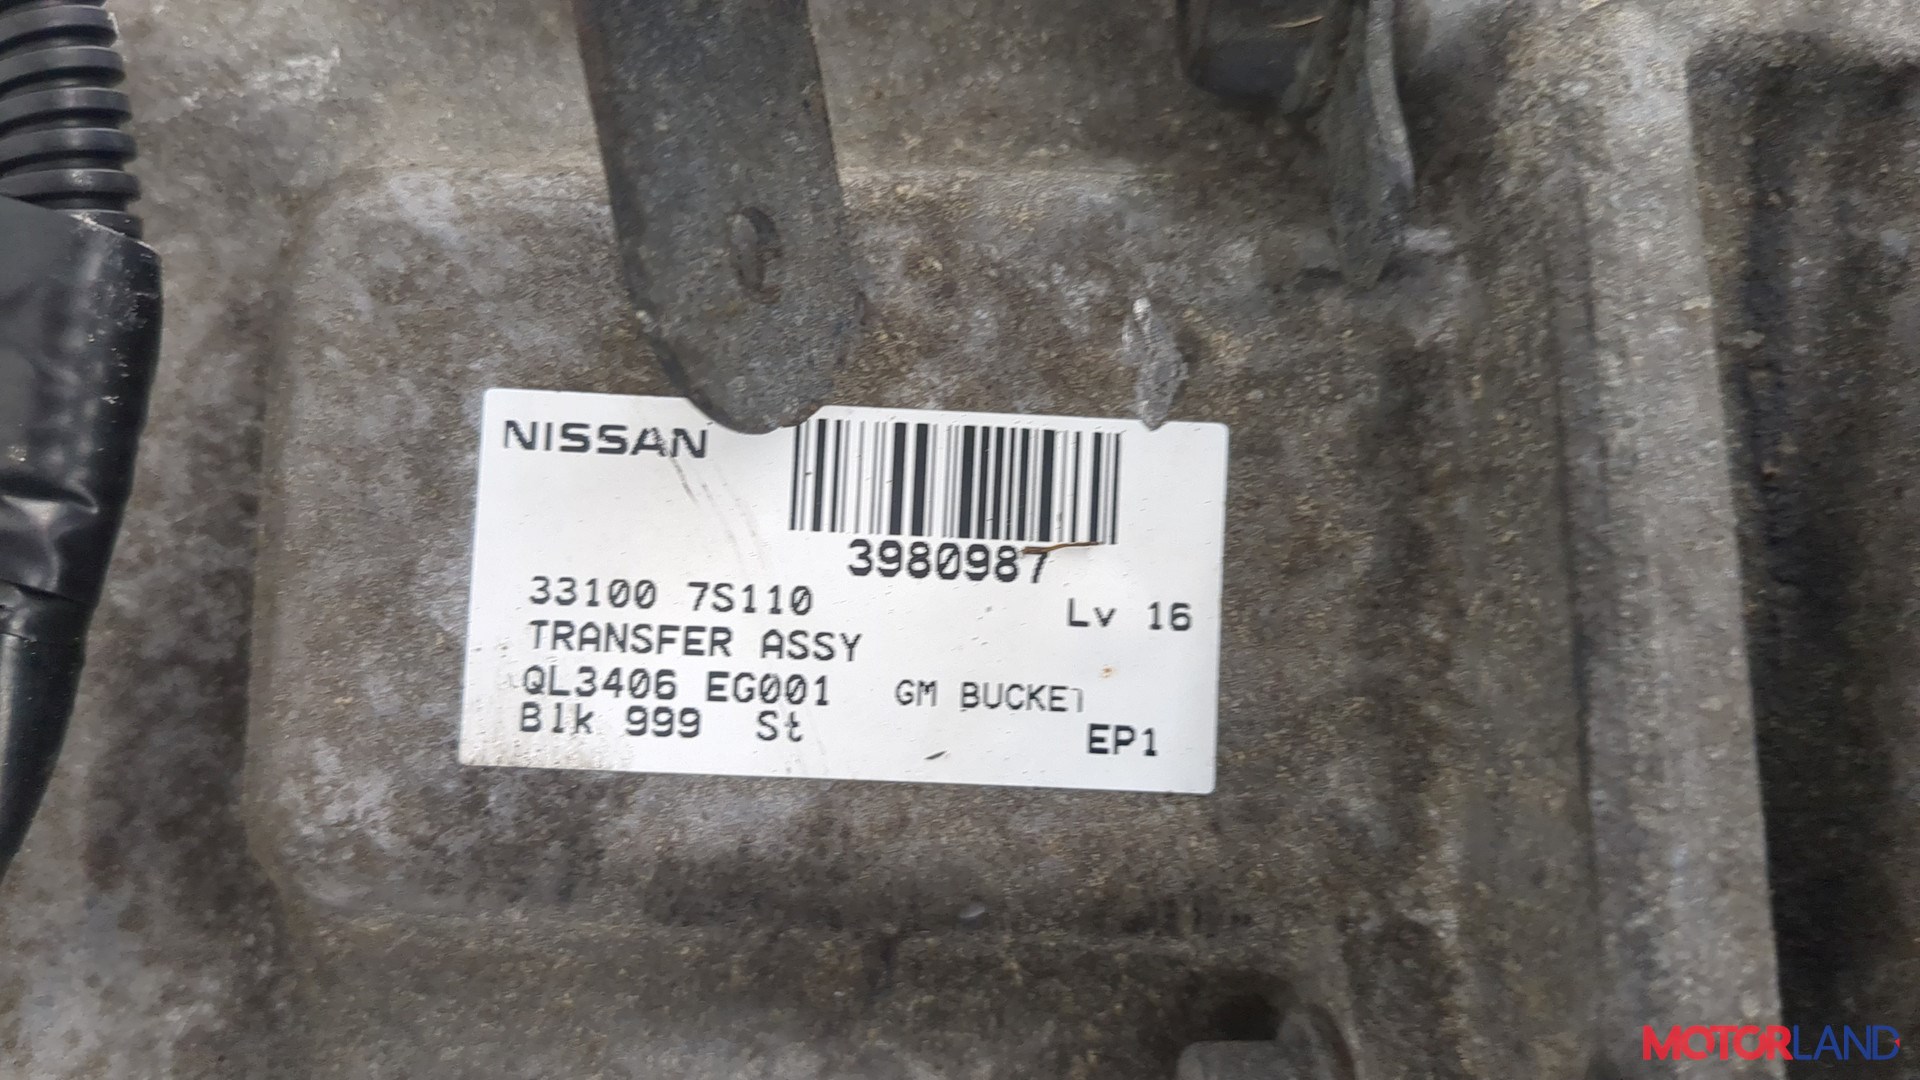 NISSAN
3980987
33100 7S110
Lv 16
TRANSFER ASSY
QL3406 EG001 GM BUCKET
Blk 999 St
EP1
MOTORLAND